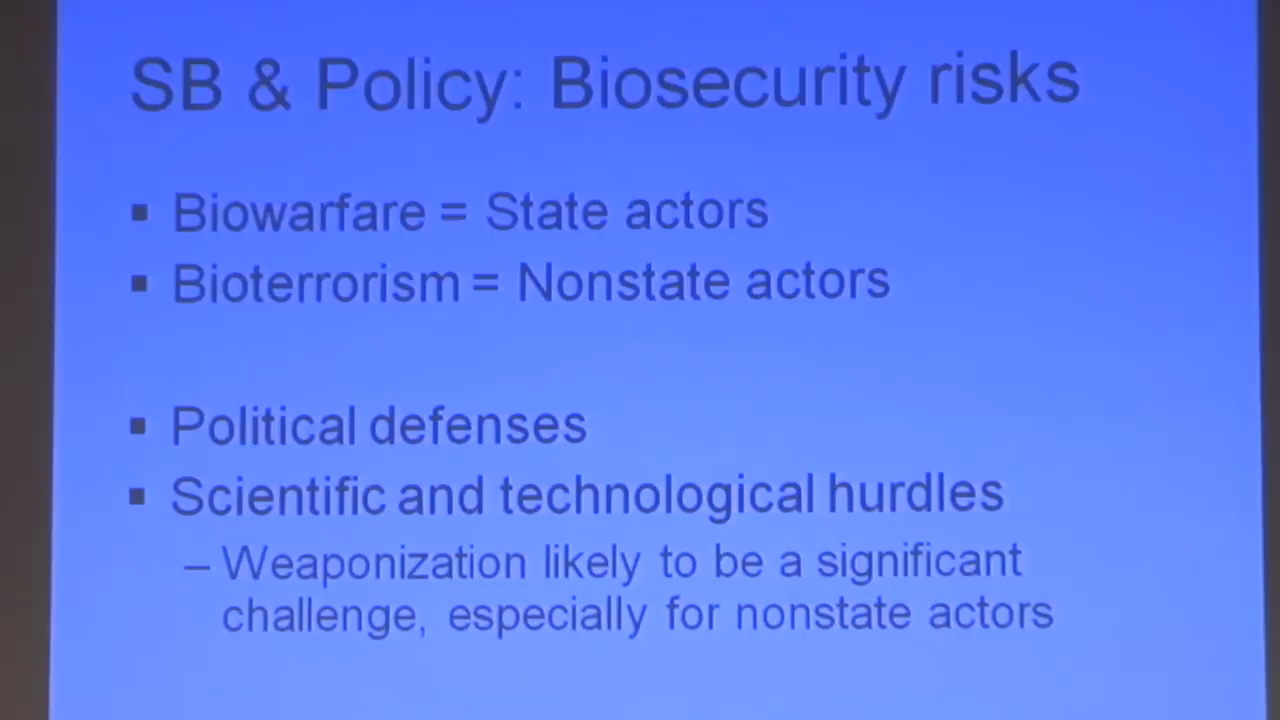 SB & Policy: Biosecurity risks
▪ Biowarfare = State actors
▪ Bioterrorism = Nonstate actors
▪ Political defenses
▪ Scientific and technological hurdles
– Weaponization likely to be a significant
challenge, especially for nonstate actors